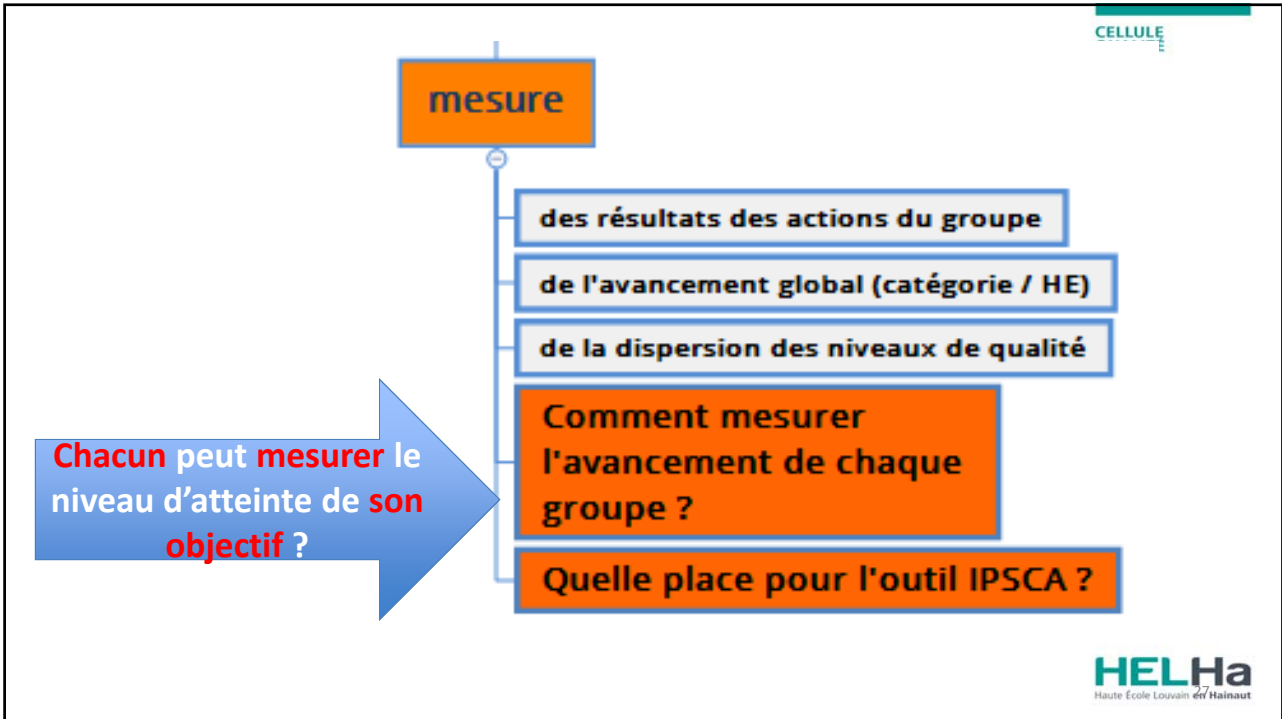 CELLULE
mesure
des résultats des actions du groupe
de l'avancement global (catégorie / HE)
de la dispersion des niveaux de qualité
Comment mesurer
l'avancement de chaque
groupe ?
Chacun peut mesurer le
niveau d’atteinte de son
objectif ?
Quelle place pour l'outil IPSCA ?
HELHa
Haute École Louvain en Hainaut
27